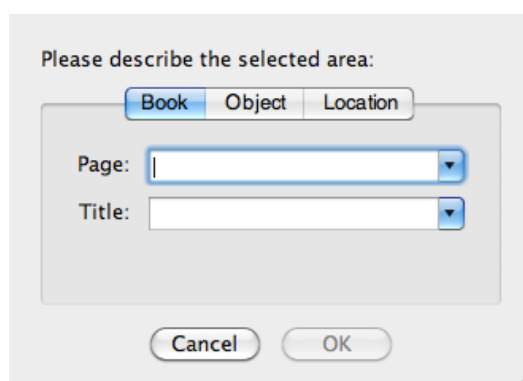 Please describe the selected area:
Book Object Location
Page:
Title:
Cancel OK